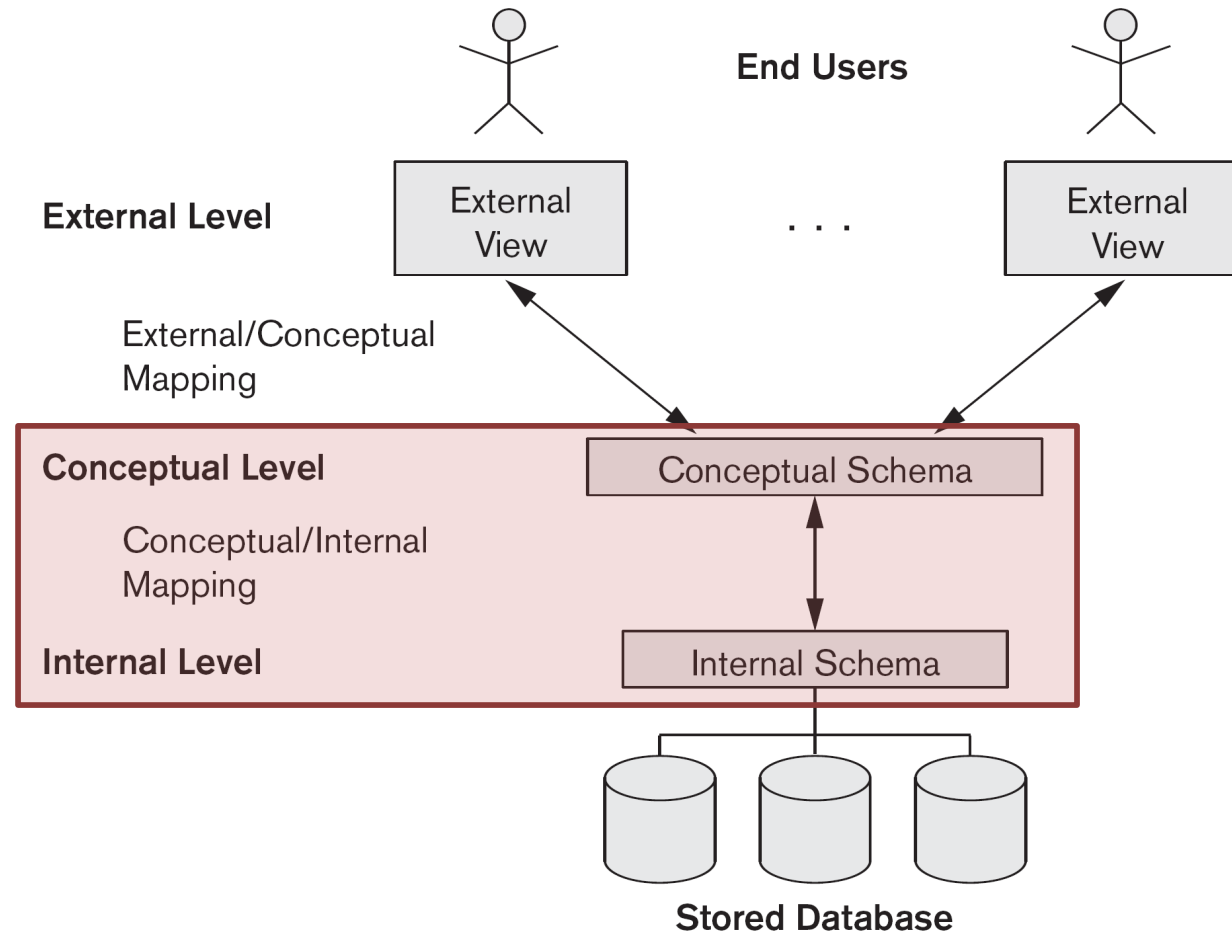 End Users
External Level
External
View
. . .
External
View
External/Conceptual
Mapping
Conceptual Level
Conceptual Schema
Conceptual/Internal
Mapping
Internal Level
Internal Schema
Stored Database